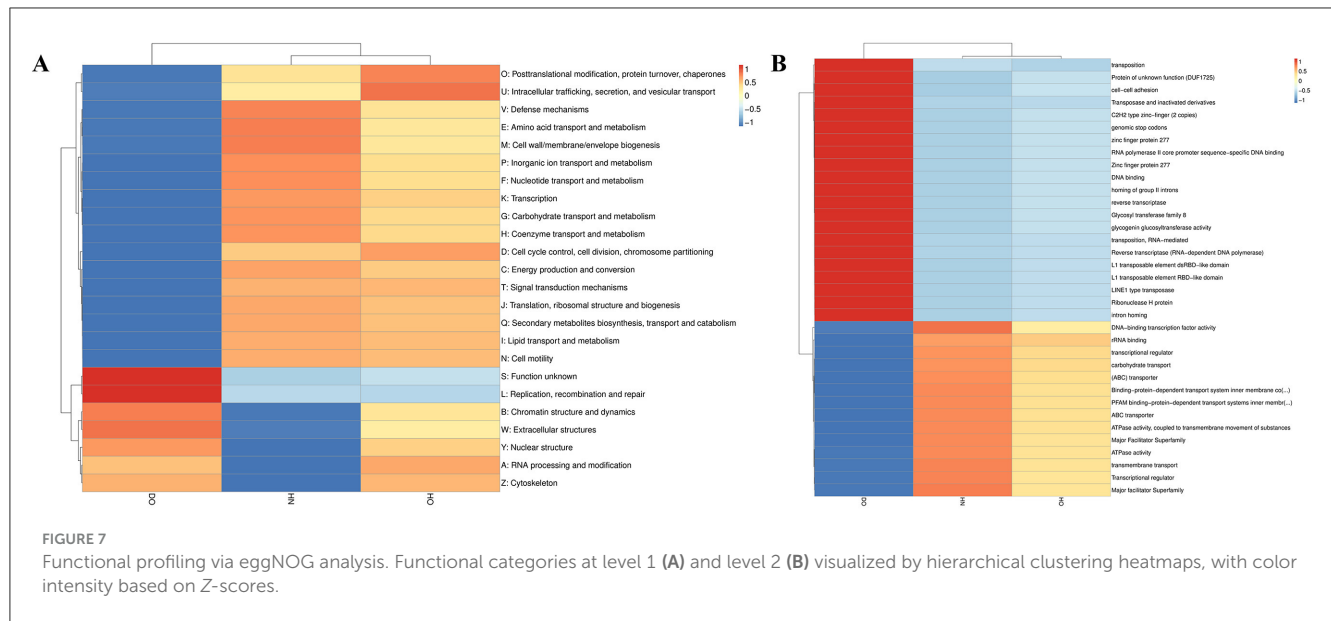 A
O: Posttranslational modification, protein turnover, chaperones
U: Intracellular trafficking, secretion, and vesicular transport
V: Defense mechanisms
E: Amino acid transport and metabolism
M: Cell wall/membrane/envelope biogenesis
P: Inorganic ion transport and metabolism
F: Nucleotide transport and metabolism
K: Transcription
G: Carbohydrate transport and metabolism
H: Coenzyme transport and metabolism
D: Cell cycle control, cell division, chromosome partitioning
C: Energy production and conversion
T: Signal transduction mechanisms
J: Translation, ribosomal structure and biogenesis
Q: Secondary metabolites biosynthesis, transport and catabolism
I: Lipid transport and metabolism
N: Cell motility
S: Function unknown
L: Replication, recombination and repair
B: Chromatin structure and dynamics
W: Extracellular structures
Y: Nuclear structure
A: RNA processing and modification
Z: Cytoskeleton
DO
HN
HO
1
0.5
0
−0.5
−1
B
transposition
Protein of unknown function (DUF1725)
cell−cell adhesion
Transposase and inactivated derivatives
C2H2 type zinc−finger (2 copies)
genomic stop codons
zinc finger protein 277
RNA polymerase II core promoter sequence−specific DNA binding
Zinc finger protein 277
DNA binding
homing of group II introns
reverse transcriptase
Glycosyl transferase family 8
glycogenin glucosyltransferase activity
transposition, RNA−mediated
Reverse transcriptase (RNA−dependent DNA polymerase)
L1 transposable element dsRBD−like domain
L1 transposable element RBD−like domain
LINE1 type transposase
Ribonuclease H protein
intron homing
DNA−binding transcription factor activity
rRNA binding
transcriptional regulator
carbohydrate transport
(ABC) transporter
Binding−protein−dependent transport system inner membrane co(...)
PFAM binding−protein−dependent transport systems inner membr(...)
ABC transporter
ATPase activity, coupled to transmembrane movement of substances
Major Facilitator Superfamily
ATPase activity
transmembrane transport
Transcriptional regulator
Major facilitator Superfamily
DO
HN
HO
1
0.5
0
−0.5
−1
FIGURE 7
Functional profiling via eggNOG analysis. Functional categories at level 1 (A) and level 2 (B) visualized by hierarchical clustering heatmaps, with color
intensity based on Z-scores.